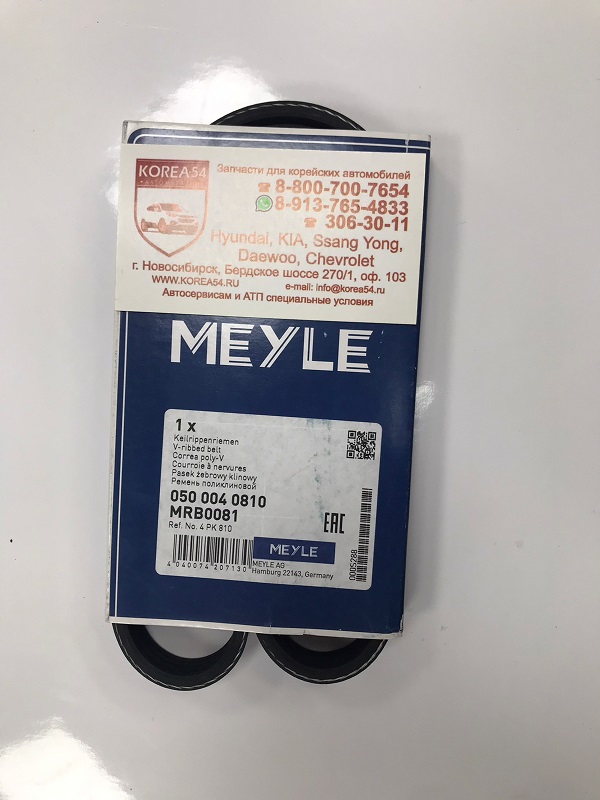 KOREA54
Запчасти для корейских автомобилей
8-800-700-7654
8-913-765-4833
306-30-11
Hyundai, KIA, Ssang Yong,
Daewoo, Chevrolet
г. Новосибирск, Бердское шоссе 270/1, оф. 103
WWW.KOREA54.RU e-mail: info@korea54.ru
Автосервисам и АТП специальные условия
MEYLE
1 x
Keilrippenriemen
V-ribbed belt
Correa poly-V
Courroie à nervures
Pasek żebrowy klinowy
Ремень поликлиновой
050 004 0810
MRB0081
Ref. No. 4 PK 810
EAC
MEYLE
4 040074 207130
MEYLE AG
Hamburg 22143, Germany
0005288